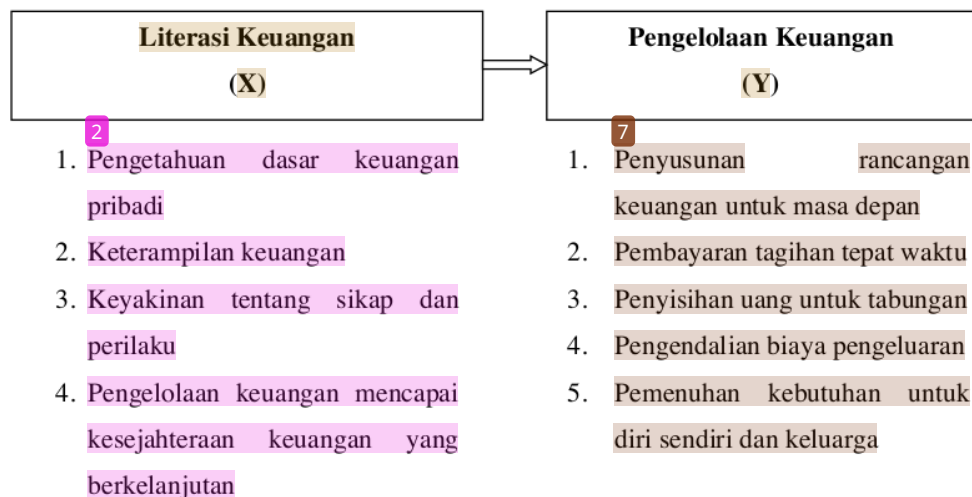 Literasi Keuangan
(X)
2
1. Pengetahuan dasar keuangan
pribadi
2. Keterampilan keuangan
3. Keyakinan tentang sikap dan
perilaku
4. Pengelolaan keuangan mencapai
kesejahteraan keuangan yang
berkelanjutan
Pengelolaan Keuangan
(Y)
7
1. Penyusunan rancangan
keuangan untuk masa depan
2. Pembayaran tagihan tepat waktu
3. Penyisihan uang untuk tabungan
4. Pengendalian biaya pengeluaran
5. Pemenuhan kebutuhan untuk
diri sendiri dan keluarga